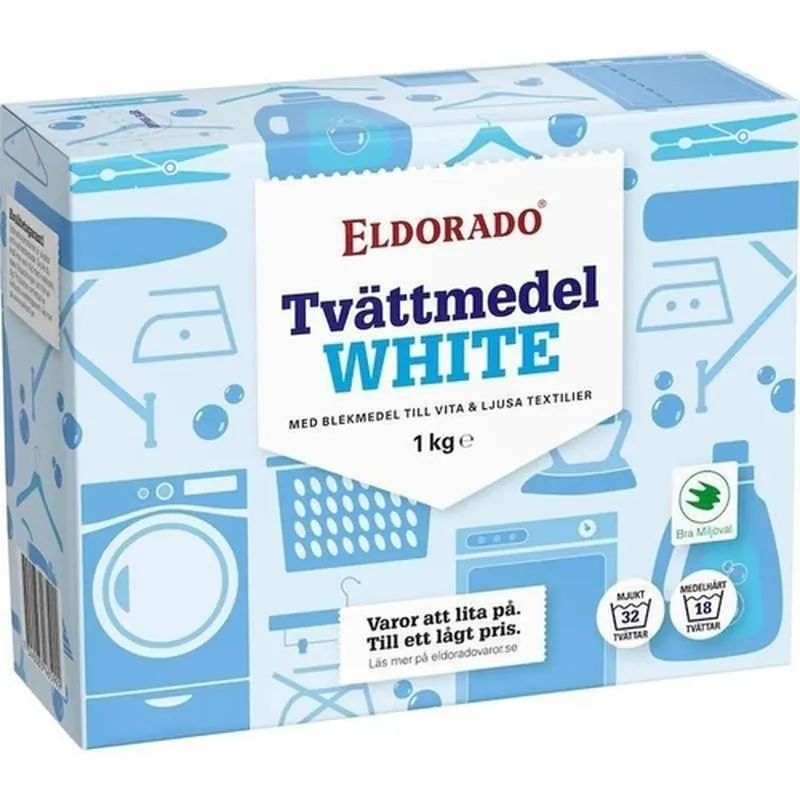 ELDORADO®
Tvättmedel
WHITE
MED BLEKMEDEL TILL VITA & LJUSA TEXTILIER
1 kg ℮
Bra Miljöval
MJUKT
32
TVÄTTAR
MEDELHÅRT
18
TVÄTTAR
Varor att lita på.
Till ett lågt pris.
Läs mer på eldoradovaror.se